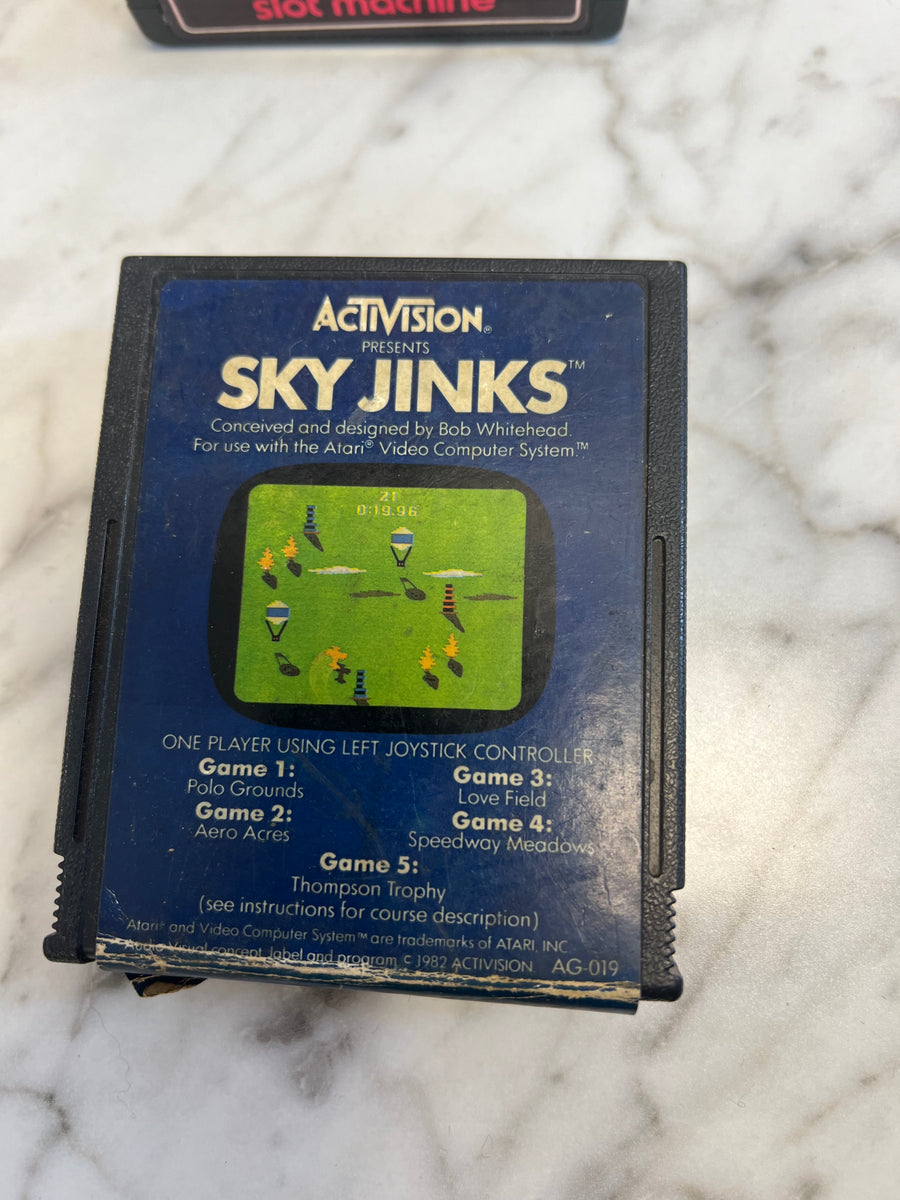 slot machine
ACTIVISION®
PRESENTS
SKY JINKS™
Conceived and designed by Bob Whitehead.
For use with the Atari® Video Computer System.™
21
0:19.96
ONE PLAYER USING LEFT JOYSTICK CONTROLLER
Game 1:
Polo Grounds
Game 2:
Aero Acres
Game 3:
Love Field
Game 4:
Speedway Meadows
Game 5:
Thompson Trophy
(see instructions for course description)
Atari® and Video Computer System™ are trademarks of ATARI, INC
Audio Visual concept, label and program © 1982 ACTIVISION AG-019